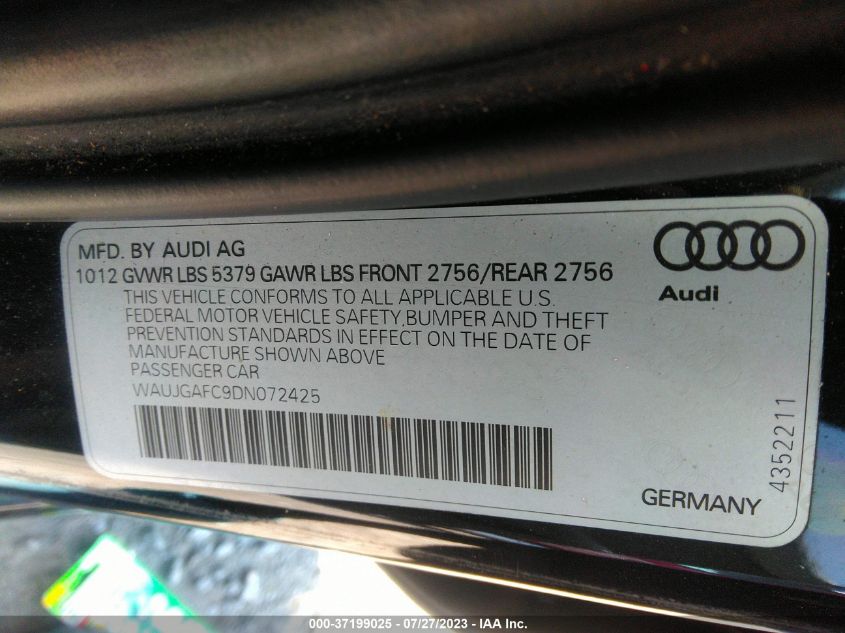 MFD. BY AUDI AG
1012 GVWR LBS 5379 GAWR LBS FRONT 2756/REAR 2756
THIS VEHICLE CONFORMS TO ALL APPLICABLE U.S.
FEDERAL MOTOR VEHICLE SAFETY,BUMPER AND THEFT
PREVENTION STANDARDS IN EFFECT ON THE DATE OF
MANUFACTURE SHOWN ABOVE
PASSENGER CAR
WAUJGAFC9DN072425
Audi
43522211
GERMANY
000-37199025 - 07/27/2023 - IAA Inc.